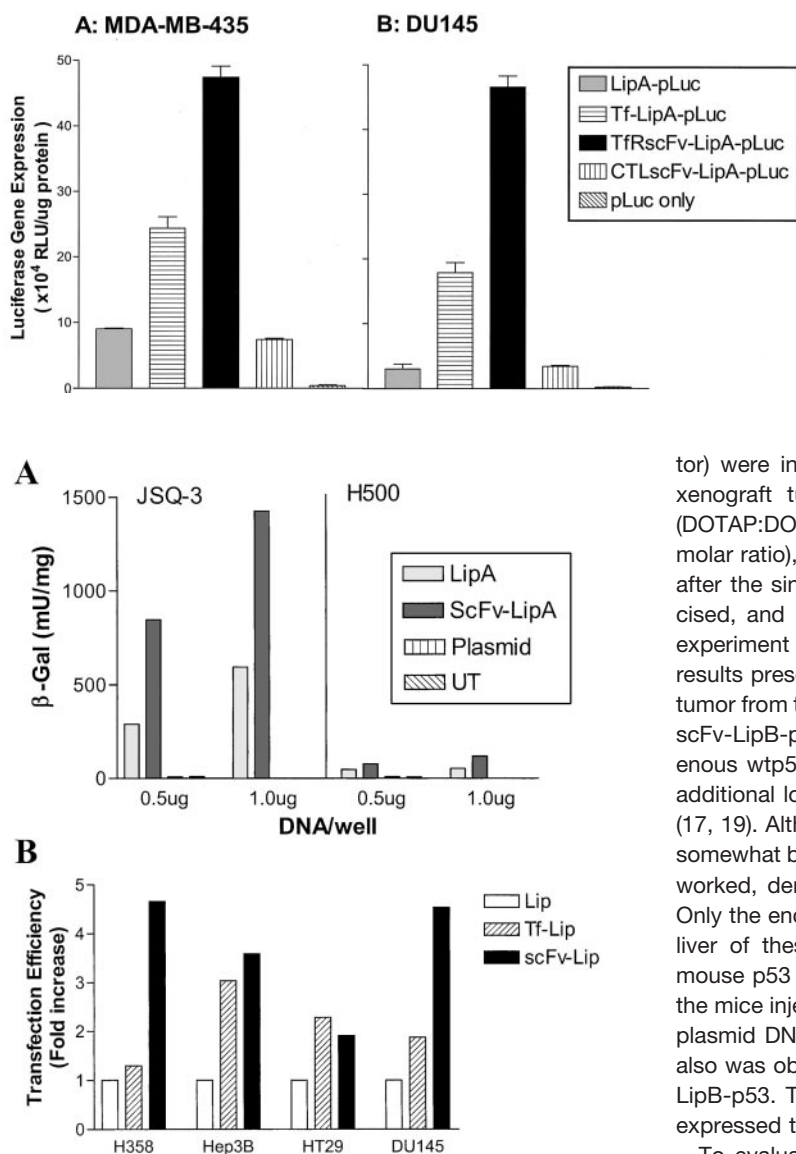 A: MDA-MB-435
B: DU145
Luciferase Gene Expression
( x10⁴ RLU/ug protein)
50
40
30
20
10
0
LipA-pLuc
Tf-LipA-pLuc
TfRscFv-LipA-pLuc
CTLscFv-LipA-pLuc
pLuc only
A
JSQ-3
H500
β-Gal (mU/mg)
1500
1000
500
0
LipA
ScFv-LipA
Plasmid
UT
0.5ug 1.0ug 0.5ug 1.0ug
DNA/well
B
Transfection Efficiency
(Fold increase)
5
4
3
2
1
0
Lip
Tf-Lip
scFv-Lip
H358 Hep3B HT29 DU145
tor) were in
xenograft tu
(DOTAP:DO
molar ratio),
after the sin
cised, and
experiment
results prese
tumor from t
scFv-LipB-p
enous wtp5
additional lo
(17, 19). Alth
somewhat b
worked, der
Only the end
liver of thes
mouse p53
the mice inje
plasmid DN
also was ob
LipB-p53. T
expressed t
To evalua